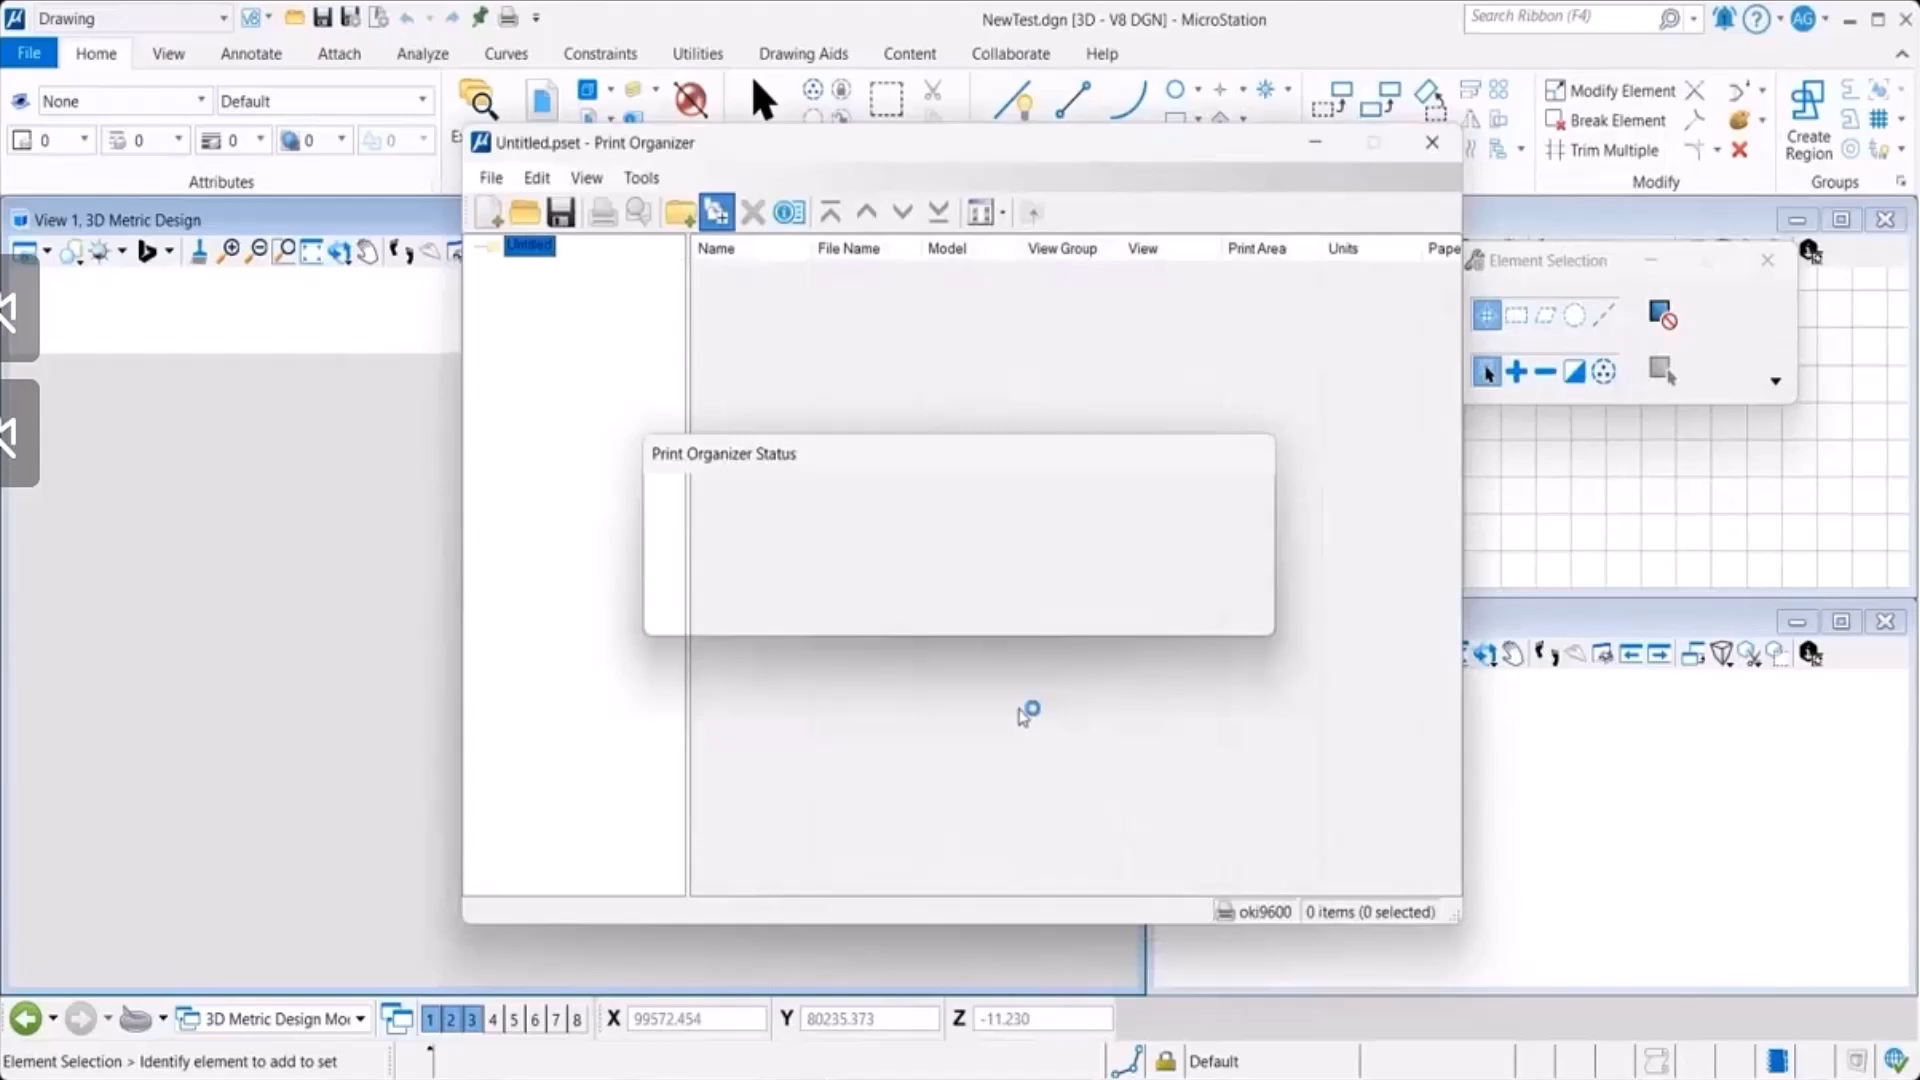 Drawing
NewTest.dgn [3D - V8 DGN] - MicroStation
Search Ribbon (F4)
AG
File Home View Annotate Attach Analyze Curves Constraints Utilities Drawing Aids Content Collaborate Help
None
Default
0 0 0 0 0
Attributes
Modify Element
Break Element
Trim Multiple
Modify
Create
Region
Groups
Untitled.pset - Print Organizer
File Edit View Tools
Untitled
Name File Name Model View Group View Print Area Units Pape
Print Organizer Status
oki9600
0 items (0 selected)
View 1, 3D Metric Design
Element Selection
3D Metric Design Mo
1 2 3 4 5 6 7 8
X 99572.454
Y 80235.373
Z -11.230
Element Selection > Identify element to add to set
Default